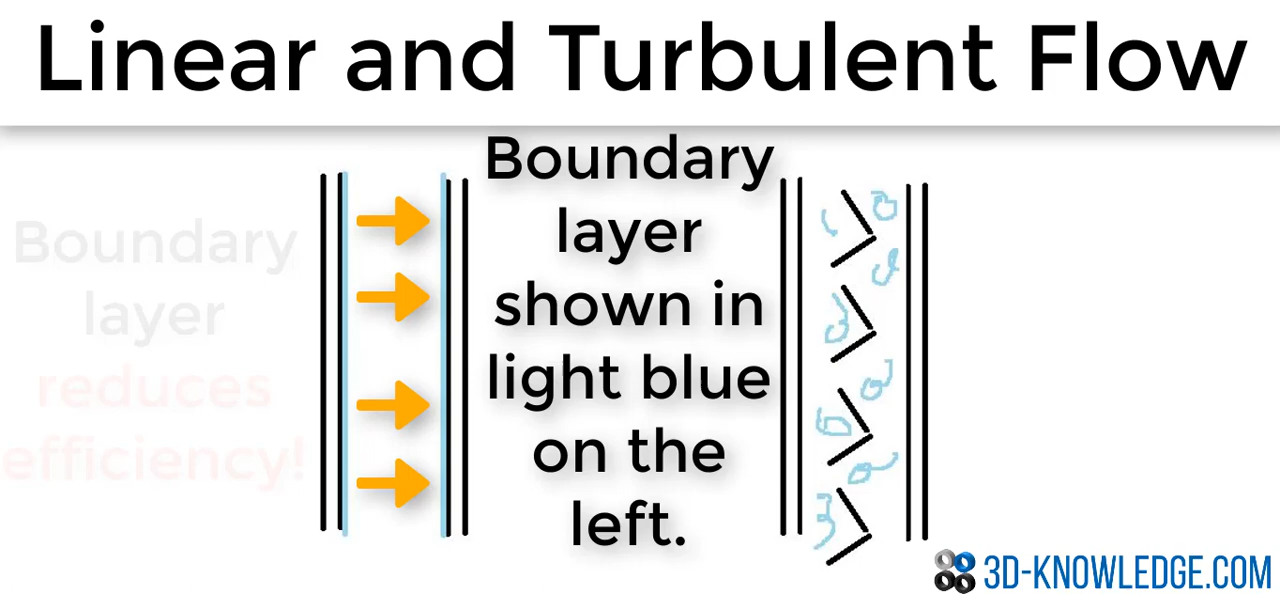 Linear and Turbulent Flow
Boundary
layer
reduces
efficiency!
Boundary
layer
shown in
light blue
on the
left.
3D-KNOWLEDGE.COM